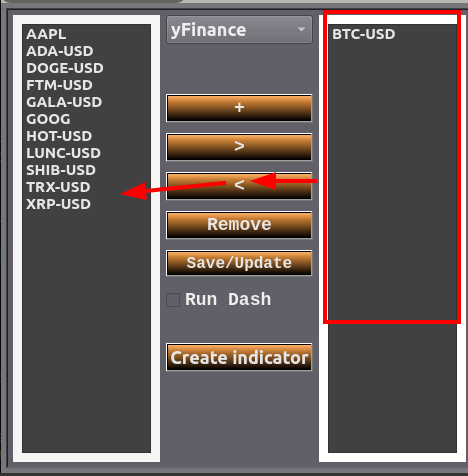 AAPL
ADA-USD
DOGE-USD
FTM-USD
GALA-USD
GOOG
HOT-USD
LUNC-USD
SHIB-USD
TRX-USD
XRP-USD
yFinance
+
>
<
Remove
Save/Update
Run Dash
Create indicator
BTC-USD